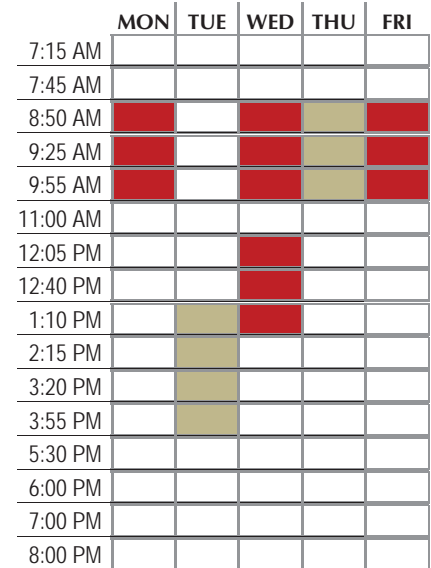 MON TUE WED THU FRI
7:15 AM
7:45 AM
8:50 AM
9:25 AM
9:55 AM
11:00 AM
12:05 PM
12:40 PM
1:10 PM
2:15 PM
3:20 PM
3:55 PM
5:30 PM
6:00 PM
7:00 PM
8:00 PM